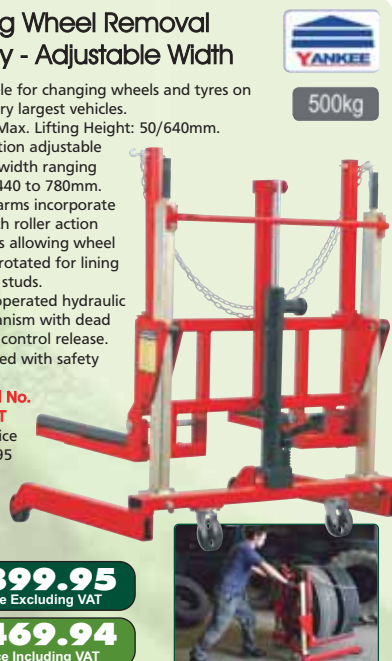 g Wheel Removal
y - Adjustable Width
YANKEE
500kg
le for changing wheels and tyres on
ry largest vehicles.
Max. Lifting Height: 50/640mm.
tion adjustable
width ranging
440 to 780mm.
arms incorporate
h roller action
s allowing wheel
rotated for lining
studs.
operated hydraulic
nism with dead
control release.
ed with safety
l No.
T
ice
95
399.95
e Excluding VAT
469.94
ce Including VAT